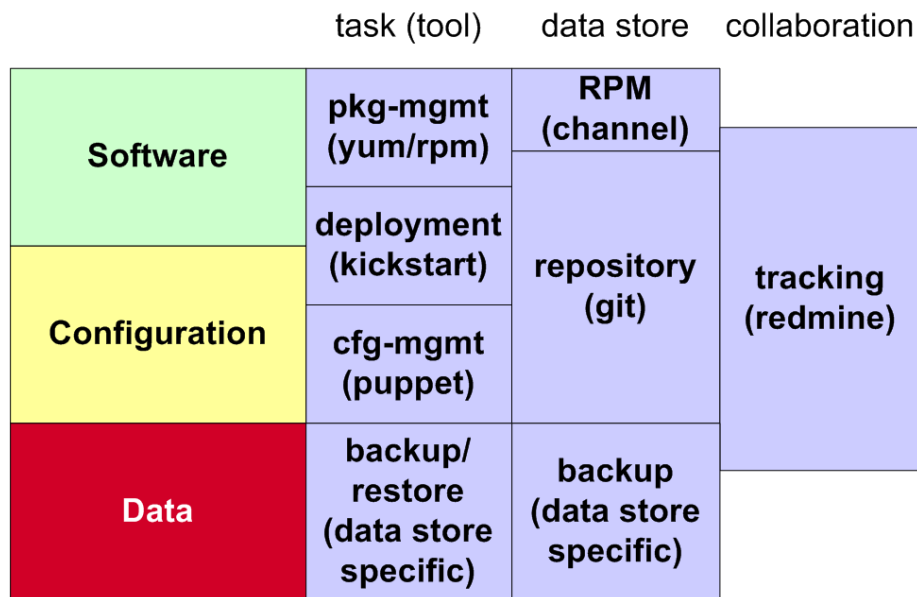 task (tool) data store collaboration
Software
Configuration
Data
pkg-mgmt
(yum/rpm)
deployment
(kickstart)
cfg-mgmt
(puppet)
backup/
restore
(data store
specific)
RPM
(channel)
repository
(git)
backup
(data store
specific)
tracking
(redmine)